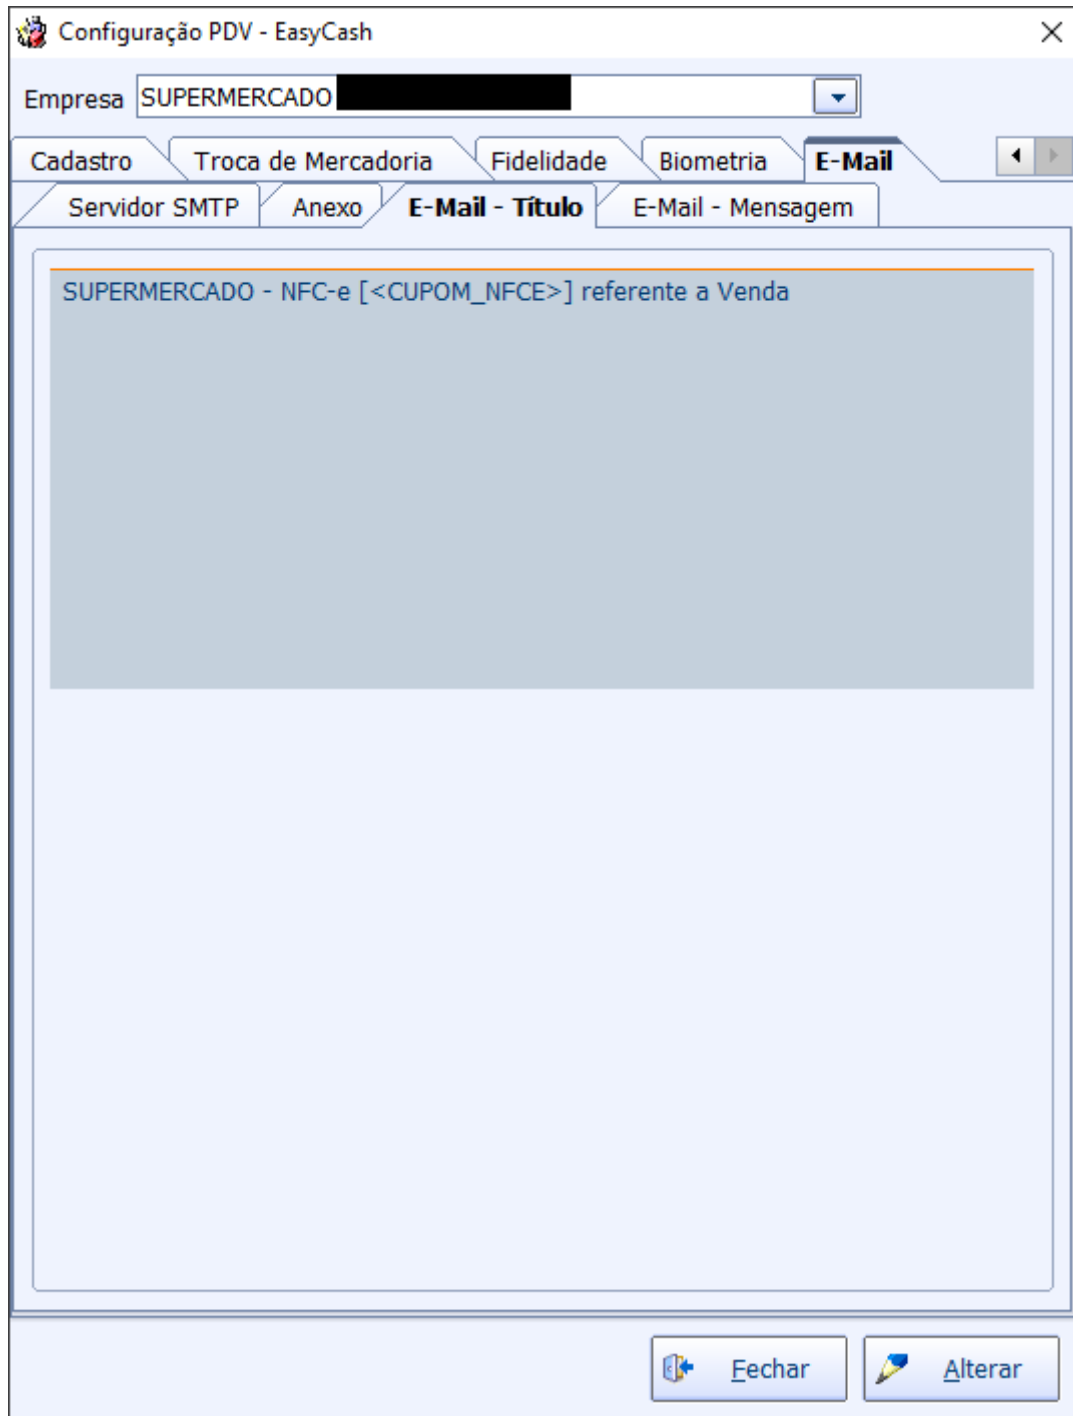 Configuração PDV - EasyCash
Empresa SUPERMERCADO
Cadastro Troca de Mercadoria Fidelidade Biometria E-Mail
Servidor SMTP Anexo E-Mail - Título E-Mail - Mensagem
SUPERMERCADO - NFC-e [<CUPOM_NFCE>] referente a Venda
Fechar Alterar